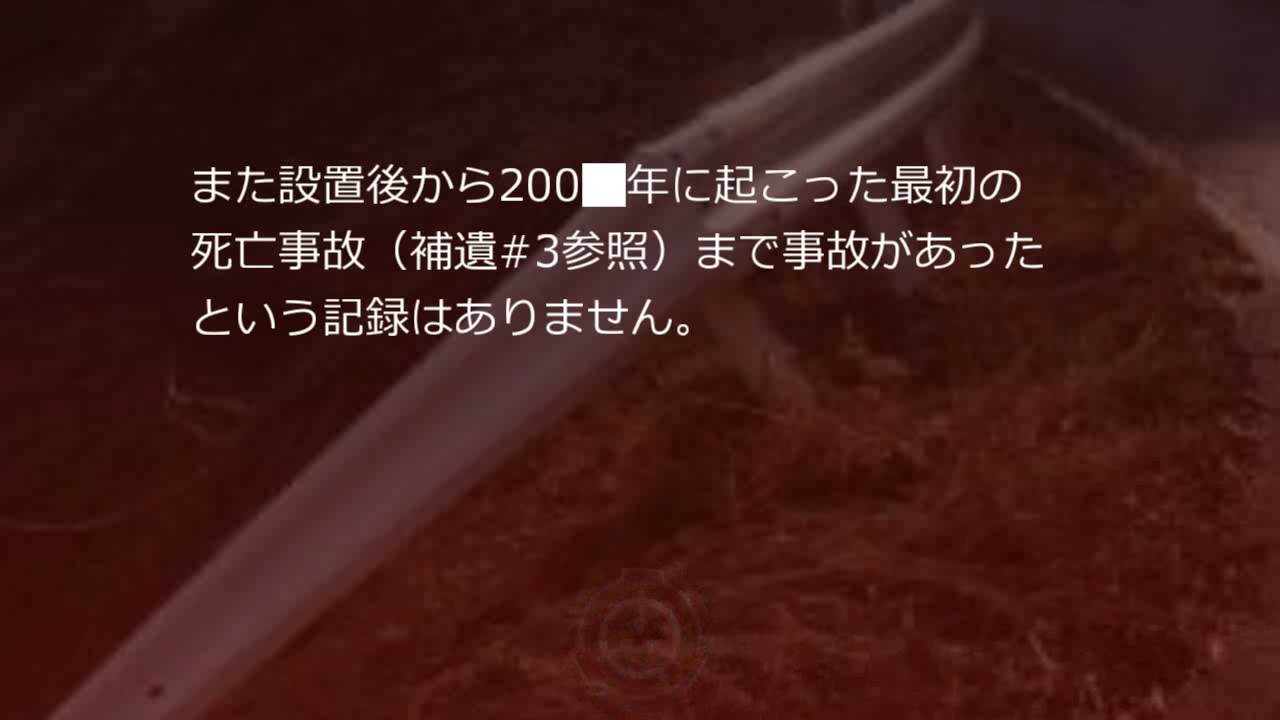 また設置後から200█年に起こった最初の
死亡事故（補遺＃3参照）まで事故があった
という記録はありません。